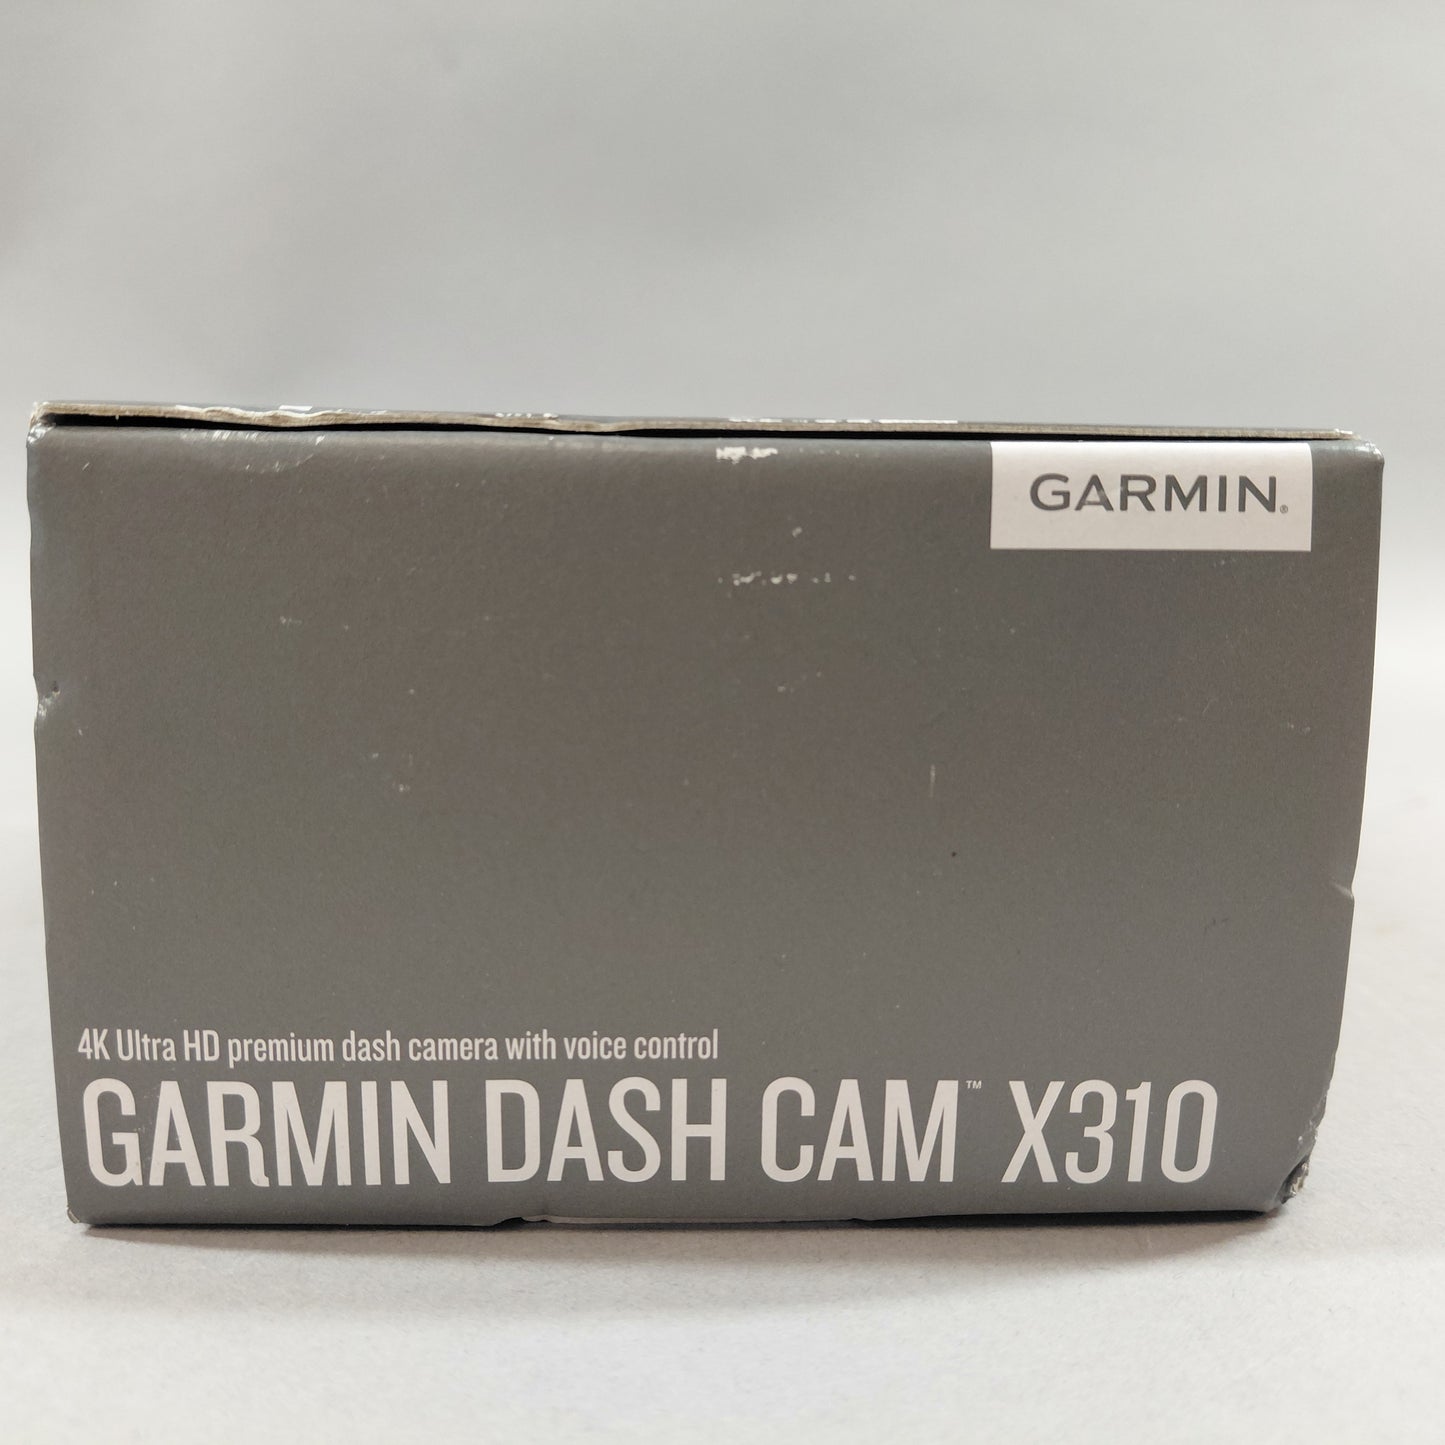 GARMIN®
4K Ultra HD premium dash camera with voice control
GARMIN DASH CAM™ X310